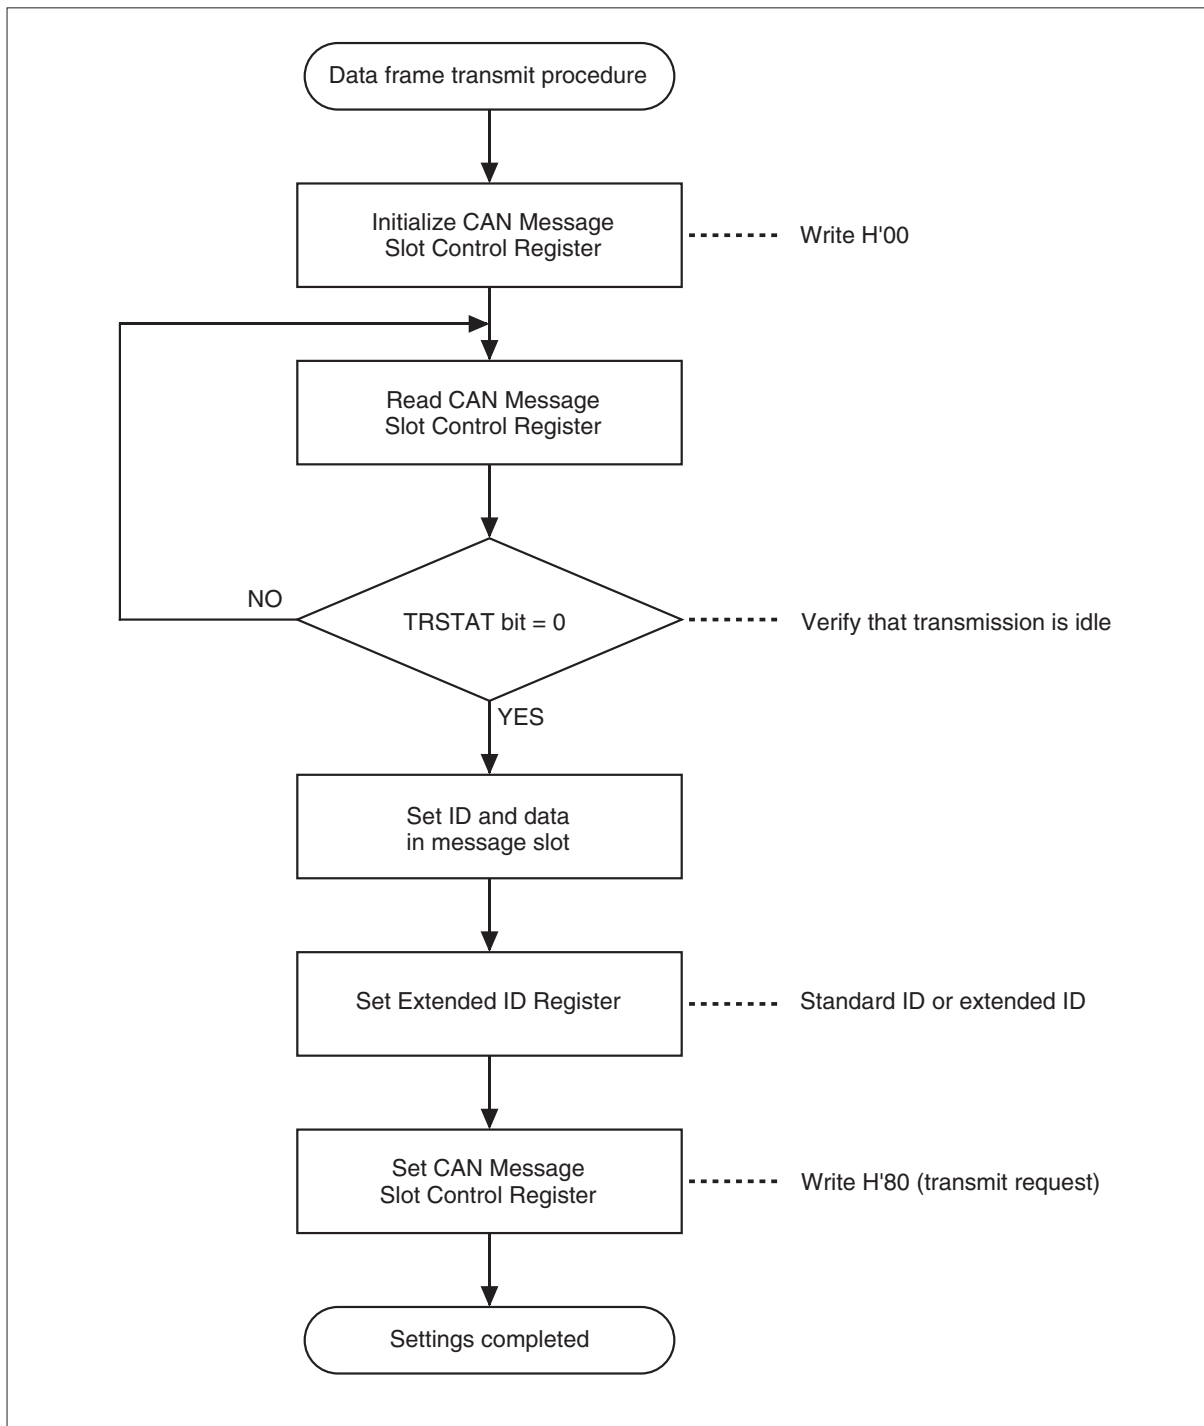 Data frame transmit procedure
Initialize CAN Message
Slot Control Register
Write H'00
Read CAN Message
Slot Control Register
NO
TRSTAT bit = 0
Verify that transmission is idle
YES
Set ID and data
in message slot
Set Extended ID Register
Standard ID or extended ID
Set CAN Message
Slot Control Register
Write H'80 (transmit request)
Settings completed